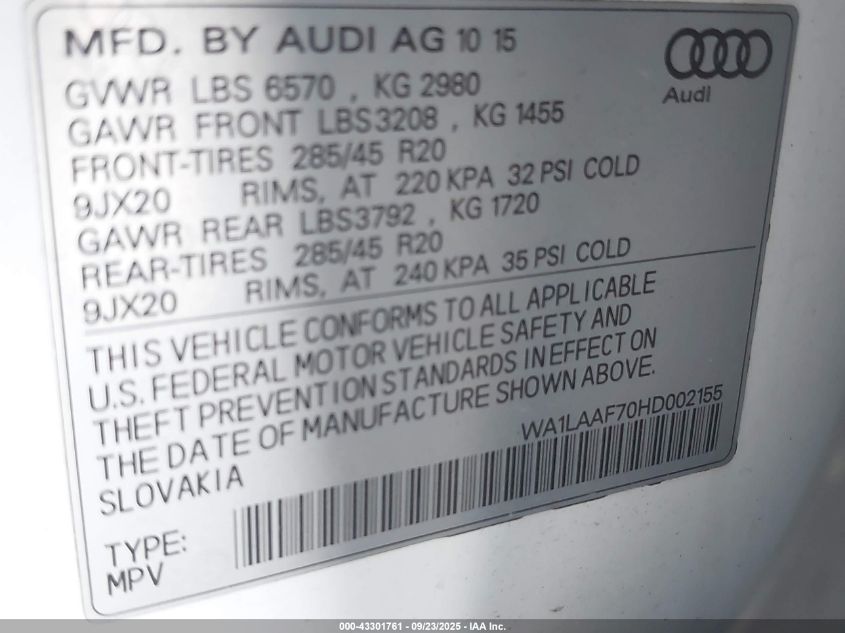 MFD. BY AUDI AG 10 15
Audi
GVWR LBS 6570 , KG 2980
GAWR FRONT LBS3208 , KG 1455
FRONT-TIRES 285/45 R20
9JX20 RIMS, AT 220 KPA 32 PSI COLD
GAWR REAR LBS3792 , KG 1720
REAR-TIRES 285/45 R20
9JX20 RIMS, AT 240 KPA 35 PSI COLD
THIS VEHICLE CONFORMS TO ALL APPLICABLE
U.S. FEDERAL MOTOR VEHICLE SAFETY AND
THEFT PREVENTION STANDARDS IN EFFECT ON
THE DATE OF MANUFACTURE SHOWN ABOVE.
SLOVAKIA
WA1LAAF70HD002155
TYPE:
MPV
000-43301761 - 09/23/2025 - IAA Inc.